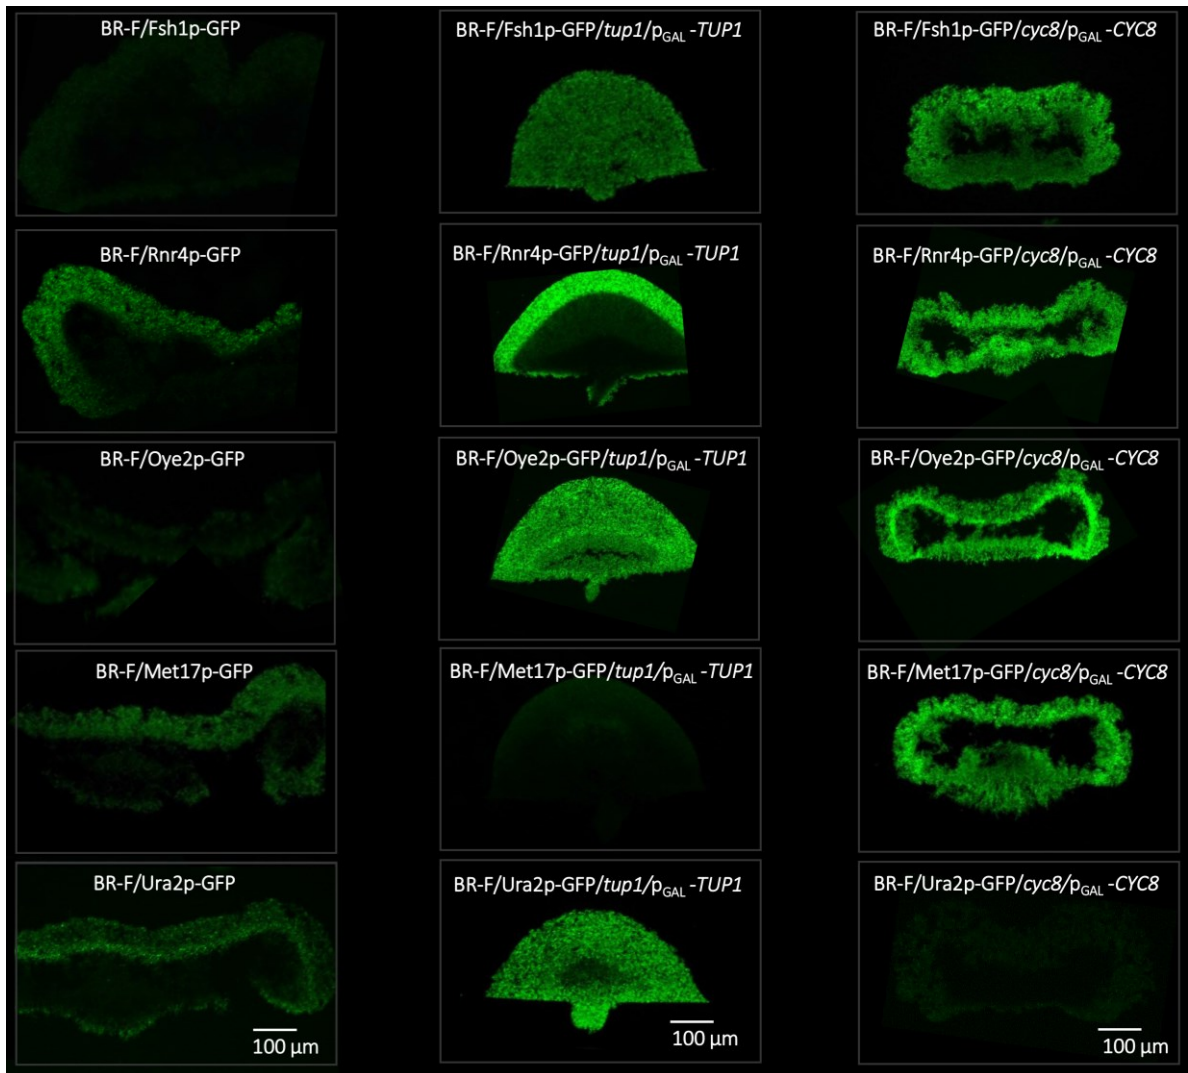 BR-F/Fsh1p-GFP
BR-F/Fsh1p-GFP/tup1/pGAL-TUP1
BR-F/Fsh1p-GFP/cyc8/pGAL-CYC8
BR-F/Rnr4p-GFP
BR-F/Rnr4p-GFP/tup1/pGAL-TUP1
BR-F/Rnr4p-GFP/cyc8/pGAL-CYC8
BR-F/Oye2p-GFP
BR-F/Oye2p-GFP/tup1/pGAL-TUP1
BR-F/Oye2p-GFP/cyc8/pGAL-CYC8
BR-F/Met17p-GFP
BR-F/Met17p-GFP/tup1/pGAL-TUP1
BR-F/Met17p-GFP/cyc8/pGAL-CYC8
BR-F/Ura2p-GFP
BR-F/Ura2p-GFP/tup1/pGAL-TUP1
BR-F/Ura2p-GFP/cyc8/pGAL-CYC8
100 µm
100 µm
100 µm